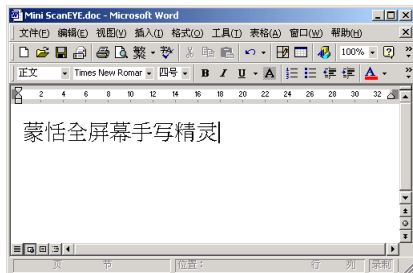 Mini ScanEYE.doc - Microsoft Word
文件(F) 编辑(E) 视图(V) 插入(I) 格式(O) 工具(T) 表格(A) 窗口(W) 帮助(H)
繁 100%
正文 Times New Romar 四号 B I U A A
2 4 6 8 10 12 14 16 18 20 22 24 26 28 30 32
蒙恬全屏幕手写精灵
页 节 位置: 行 列 录制